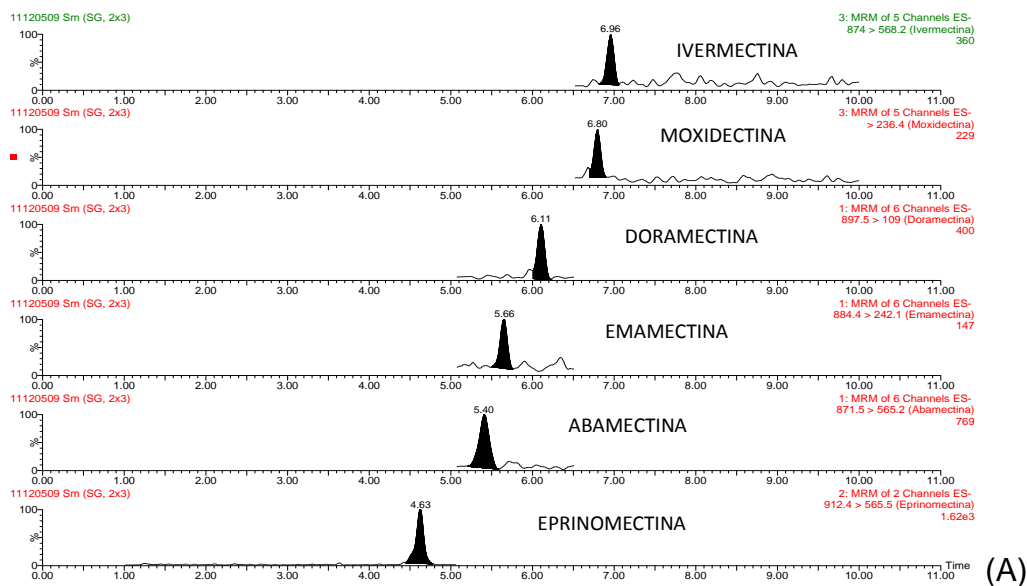 11120509 Sm (SG, 2x3)
3: MRM of 5 Channels ES-
874 > 568.2 (Ivermectina)
360
6.96
IVERMECTINA
100
%
0
0.00 1.00 2.00 3.00 4.00 5.00 6.00 7.00 8.00 9.00 10.00 11.00
11120509 Sm (SG, 2x3)
3: MRM of 5 Channels ES-
> 236.4 (Moxidectina)
229
6.80
MOXIDECTINA
100
%
0
0.00 1.00 2.00 3.00 4.00 5.00 6.00 7.00 8.00 9.00 10.00 11.00
11120509 Sm (SG, 2x3)
1: MRM of 6 Channels ES-
897.5 > 109 (Doramectina)
400
6.11
DORAMECTINA
100
%
0
0.00 1.00 2.00 3.00 4.00 5.00 6.00 7.00 8.00 9.00 10.00 11.00
11120509 Sm (SG, 2x3)
1: MRM of 6 Channels ES-
884.4 > 242.1 (Emamectina)
147
5.66
EMAMECTINA
100
%
0
0.00 1.00 2.00 3.00 4.00 5.00 6.00 7.00 8.00 9.00 10.00 11.00
11120509 Sm (SG, 2x3)
1: MRM of 6 Channels ES-
871.5 > 565.2 (Abamectina)
769
5.40
ABAMECTINA
100
%
0
0.00 1.00 2.00 3.00 4.00 5.00 6.00 7.00 8.00 9.00 10.00 11.00
11120509 Sm (SG, 2x3)
2: MRM of 2 Channels ES-
912.4 > 565.5 (Eprinomectina)
1.62e3
4.63
EPRINOMECTINA
100
%
0
Time
0.00 1.00 2.00 3.00 4.00 5.00 6.00 7.00 8.00 9.00 10.00 11.00
(A)